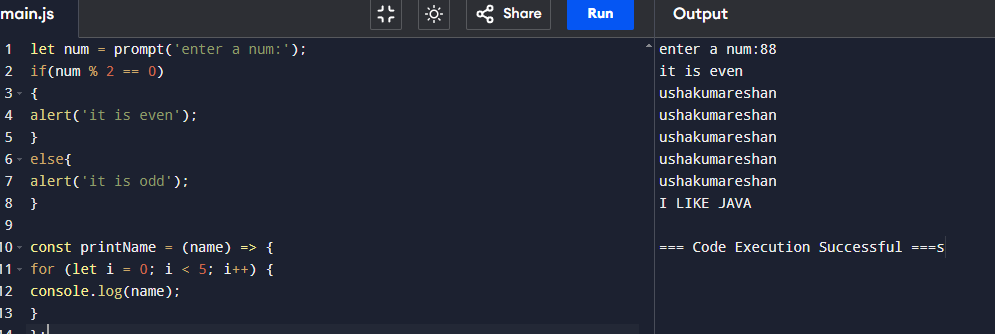 main.js
Share
Run
Output
1 let num = prompt('enter a num:');
2 if(num % 2 == 0)
3 {
4 alert('it is even');
5 }
6 else{
7 alert('it is odd');
8 }
9
10 const printName = (name) => {
11 for (let i = 0; i < 5; i++) {
12 console.log(name);
13 }
enter a num:88
it is even
ushakumareshan
ushakumareshan
ushakumareshan
ushakumareshan
ushakumareshan
I LIKE JAVA
=== Code Execution Successful ===s